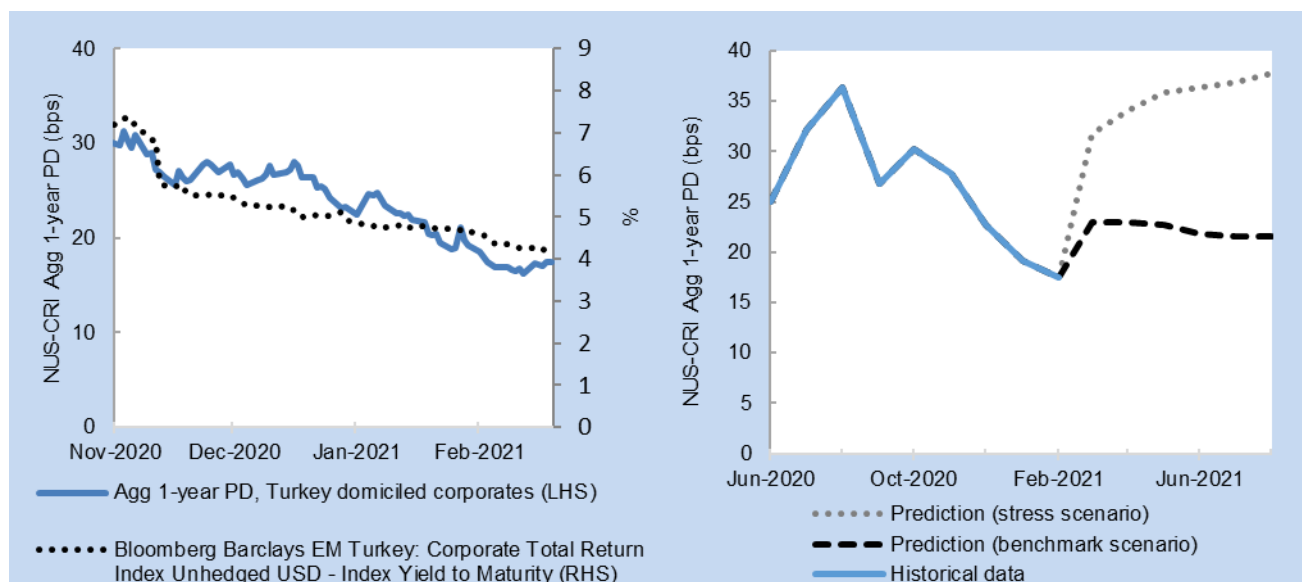 NUS-CRI Agg 1-year PD (bps)
40
30
20
10
0
9
8
7
6
5
4
3
2
1
0
%
Nov-2020 Dec-2020 Jan-2021 Feb-2021
Agg 1-year PD, Turkey domiciled corporates (LHS)
Bloomberg Barclays EM Turkey: Corporate Total Return
Index Unhedged USD - Index Yield to Maturity (RHS)
NUS-CRI Agg 1-year PD (bps)
40
35
30
25
20
15
10
5
0
Jun-2020 Oct-2020 Feb-2021 Jun-2021
Prediction (stress scenario)
Prediction (benchmark scenario)
Historical data